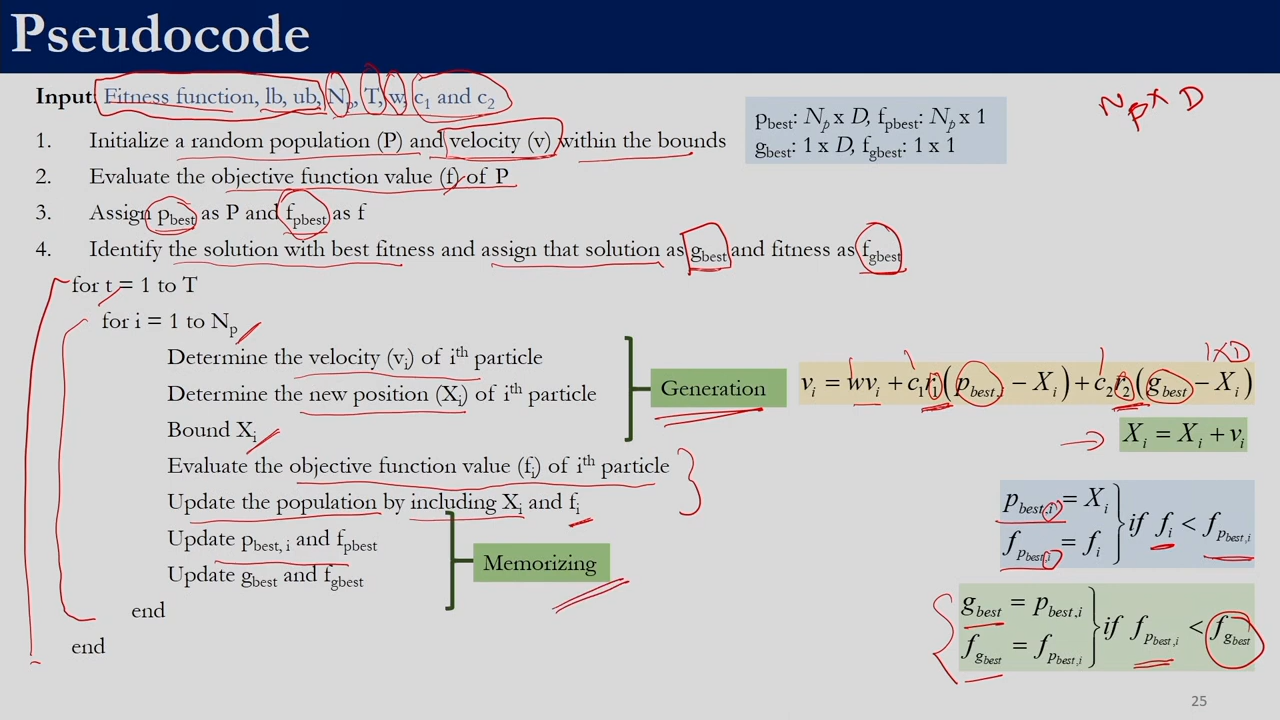 Pseudocode
Input: Fitness function, lb, ub, Np, T, w, c1 and c2
1. Initialize a random population (P) and velocity (v) within the bounds
2. Evaluate the objective function value (f) of P
3. Assign pbest as P and fpbest as f
4. Identify the solution with best fitness and assign that solution as gbest and fitness as fgbest
for t = 1 to T
for i = 1 to Np
Determine the velocity (vi) of ith particle
Determine the new position (Xi) of ith particle
Bound Xi
Evaluate the objective function value (fi) of ith particle
Update the population by including Xi and fi
Update pbest, i and fpbest
Update gbest and fgbest
end
end
Generation
Memorizing
pbest: Np x D, fpbest: Np x 1
gbest: 1 x D, fgbest: 1 x 1
Np x D
1 x D
vi = wvi + c1r1(pbest,i − Xi) + c2r2(gbest − Xi)
Xi = Xi + vi
pbest,i = Xi
fpbest,i = fi } if fi < fpbest,i
gbest = pbest,i
fgbest = fpbest,i } if fpbest,i < fgbest
25